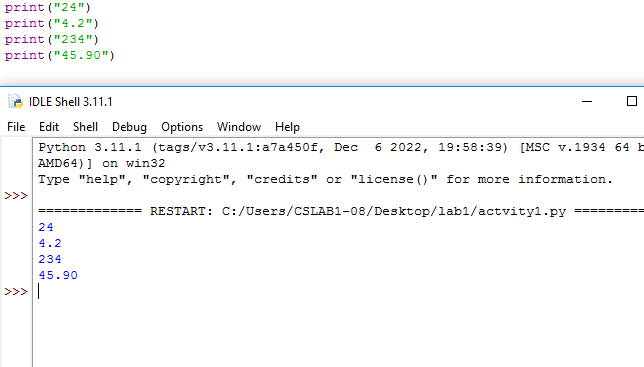 print("24")
print("4.2")
print("234")
print("45.90")
IDLE Shell 3.11.1
File Edit Shell Debug Options Window Help
Python 3.11.1 (tags/v3.11.1:a7a450f, Dec  6 2022, 19:58:39) [MSC v.1934 64 b
AMD64)] on win32
Type "help", "copyright", "credits" or "license()" for more information.
>>>
============= RESTART: C:/Users/CSLAB1-08/Desktop/lab1/actvity1.py =========
24
4.2
234
45.90
>>>